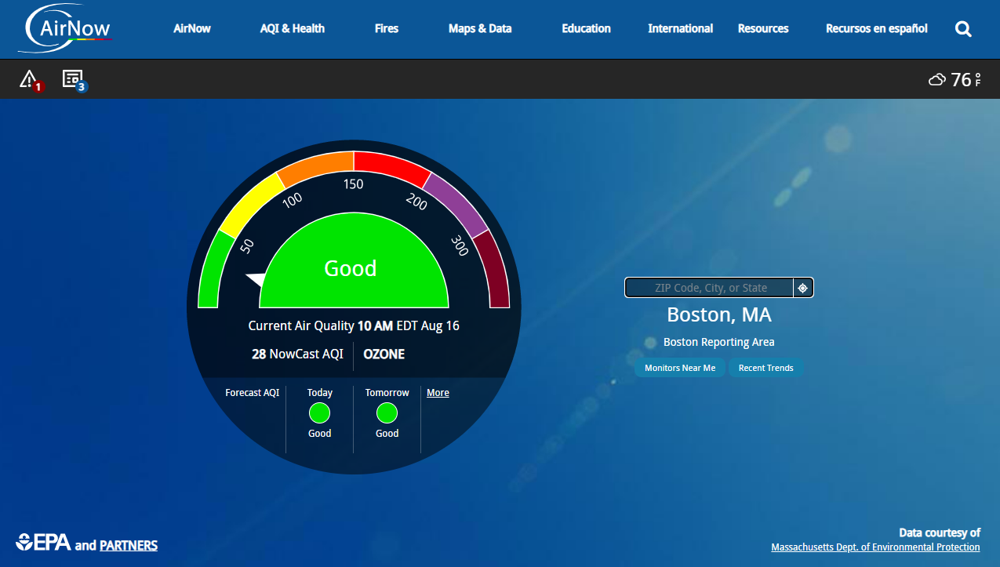 AirNow
AirNow AQI & Health Fires Maps & Data Education International Resources Recursos en español
1 3 76 °F
50 100 150 200 300
Good
Current Air Quality 10 AM EDT Aug 16
28 NowCast AQI OZONE
Forecast AQI Today Tomorrow More
Good Good
ZIP Code, City, or State
Boston, MA
Boston Reporting Area
Monitors Near Me Recent Trends
EPA and PARTNERS
Data courtesy of
Massachusetts Dept. of Environmental Protection